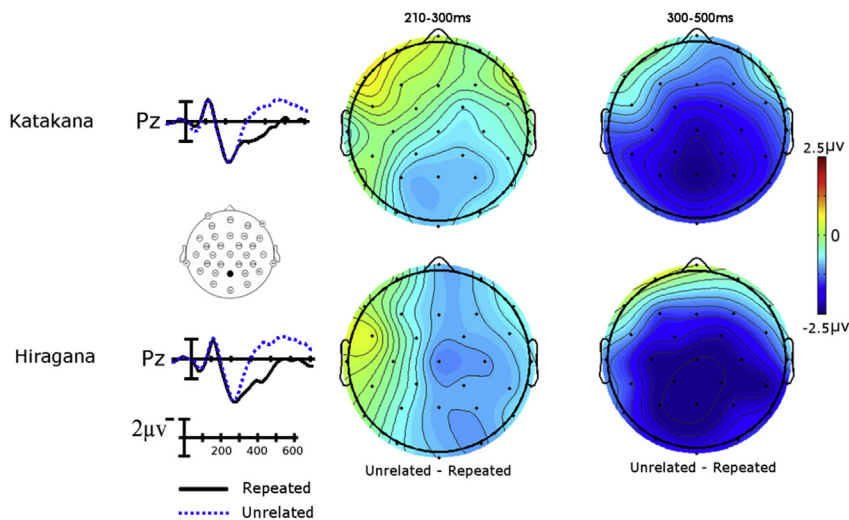 210-300ms
300-500ms
Katakana
Pz
2.5μv
0
-2.5μv
Hiragana
Pz
2μv
200 400 600
Unrelated - Repeated
Unrelated - Repeated
Repeated
Unrelated